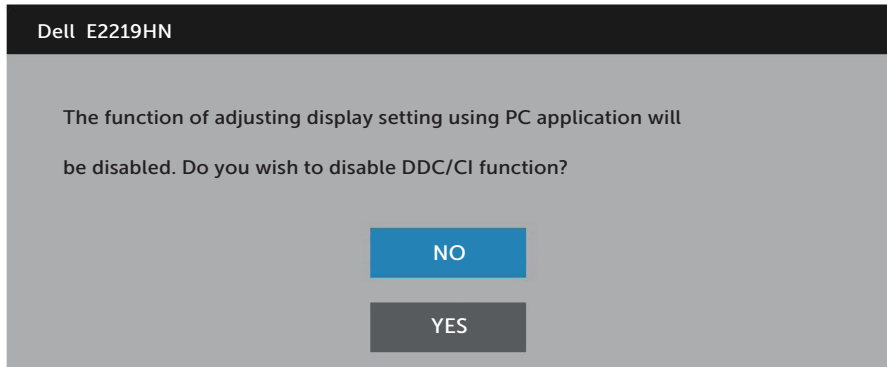 Dell E2219HN
The function of adjusting display setting using PC application will
be disabled. Do you wish to disable DDC/CI function?
NO
YES